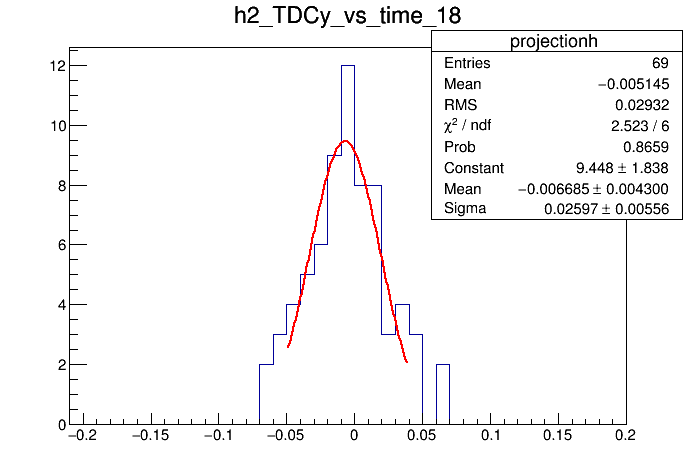 h2_TDCy_vs_time_18
projectionh
Entries 69
Mean −0.005145
RMS 0.02932
χ² / ndf 2.523 / 6
Prob 0.8659
Constant 9.448 ± 1.838
Mean −0.006685 ± 0.004300
Sigma 0.02597 ± 0.00556
12
10
8
6
4
2
0
−0.2 −0.15 −0.1 −0.05 0 0.05 0.1 0.15 0.2